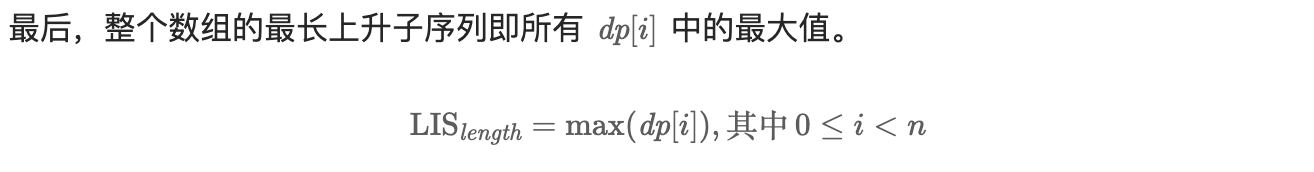 最后，整个数组的最长上升子序列即所有 dp[i] 中的最大值。
LIS_{length} = max(dp[i]), 其中 0 ≤ i < n